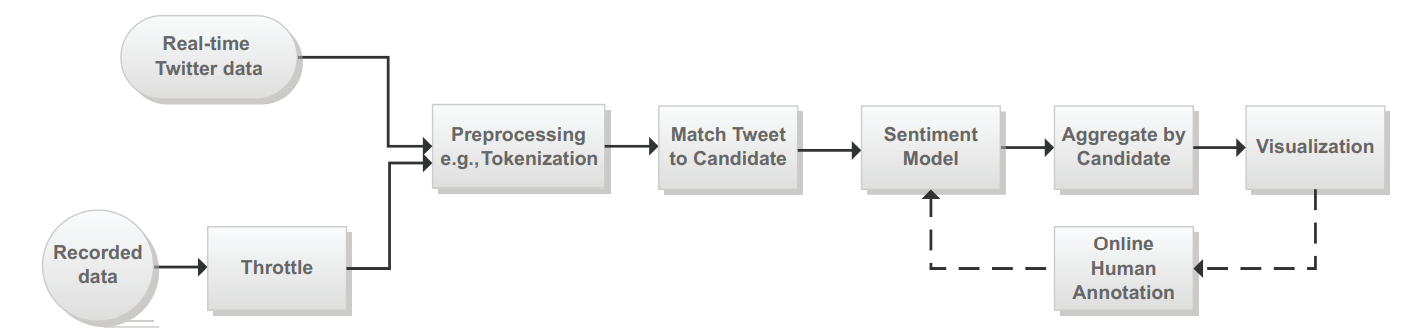 Real-time
Twitter data
Preprocessing
e.g.,Tokenization
Match Tweet
to Candidate
Sentiment
Model
Aggregate by
Candidate
Visualization
Recorded
data
Throttle
Online
Human
Annotation